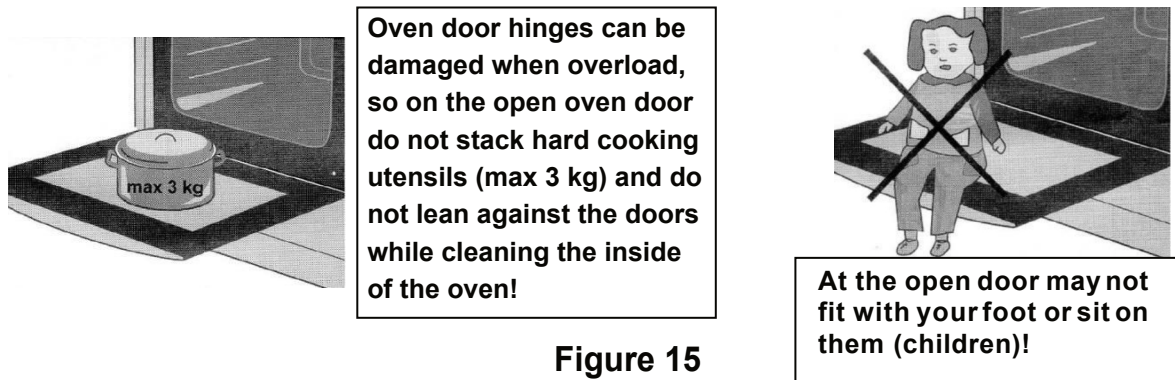 max 3 kg
Oven door hinges can be
damaged when overload,
so on the open oven door
do not stack hard cooking
utensils (max 3 kg) and do
not lean against the doors
while cleaning the inside
of the oven!
At the open door may not
fit with your foot or sit on
them (children)!
Figure 15